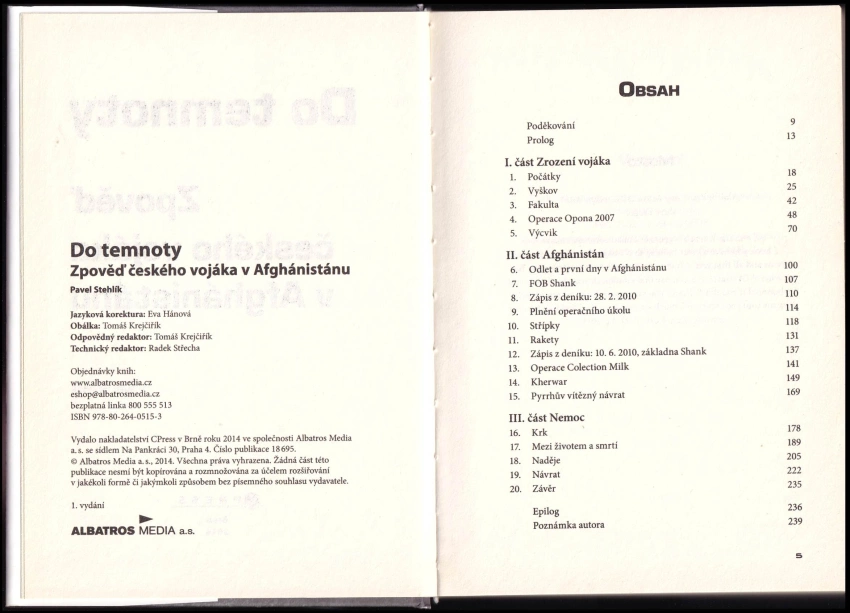 Do temnoty
Zpověď českého vojáka v Afghánistánu
Pavel Stehlík
Jazyková korektura: Eva Hánová
Obálka: Tomáš Krejčiřík
Odpovědný redaktor: Tomáš Krejčiřík
Technický redaktor: Radek Střecha
Objednávky knih:
www.albatrosmedia.cz
eshop@albatrosmedia.cz
bezplatná linka 800 555 513
ISBN 978-80-264-0515-3
Vydalo nakladatelství CPress v Brně roku 2014 ve společnosti Albatros Media
a. s. se sídlem Na Pankráci 30, Praha 4. Číslo publikace 18 695.
© Albatros Media a.s., 2014. Všechna práva vyhrazena. Žádná část této
publikace nesmí být kopírována a rozmnožována za účelem rozšiřování
v jakékoli formě či jakýmkoli způsobem bez písemného souhlasu vydavatele.
1. vydání
ALBATROS MEDIA a.s.
OBSAH
Poděkování 9
Prolog 13
I. část Zrození vojáka
1. Počátky 18
2. Vyškov 25
3. Fakulta 42
4. Operace Opona 2007 48
5. Výcvik 70
II. část Afghánistán
6. Odlet a první dny v Afghánistánu 100
7. FOB Shank 107
8. Zápis z deníku: 28. 2. 2010 110
9. Plnění operačního úkolu 114
10. Střípky 118
11. Rakety 131
12. Zápis z deníku: 10. 6. 2010, základna Shank 137
13. Operace Colection Milk 141
14. Kherwar 149
15. Pyrrhův vítězný návrat 169
III. část Nemoc
16. Krk 178
17. Mezi životem a smrtí 189
18. Naděje 205
19. Návrat 222
20. Závěr 235
Epilog 236
Poznámka autora 239
5